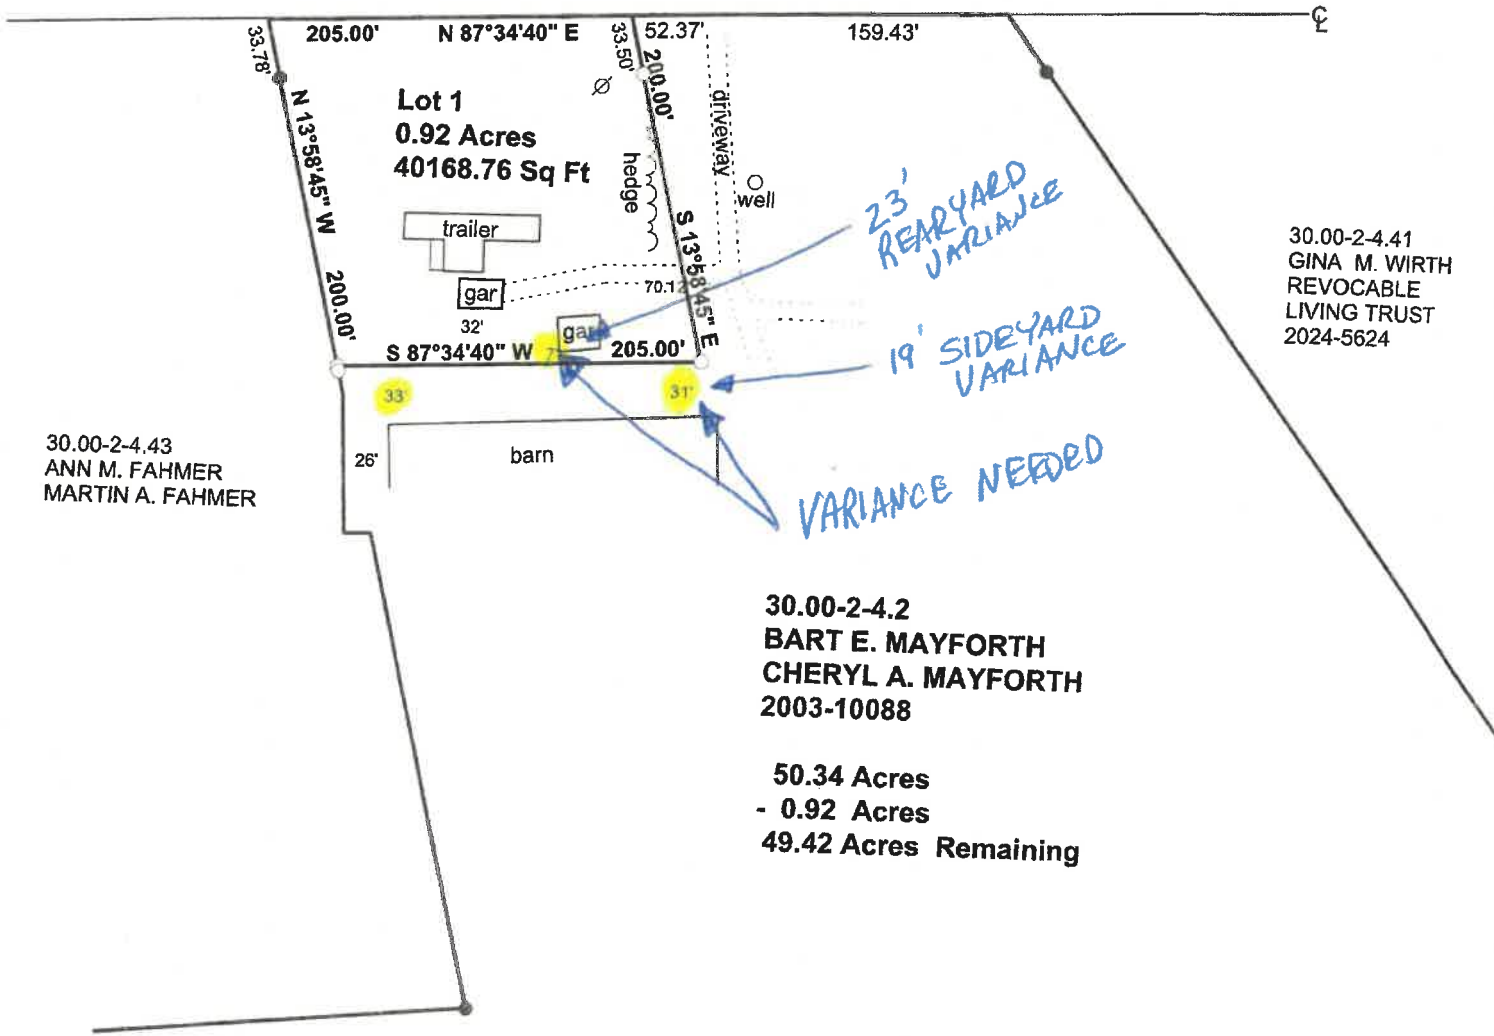 ℄
205.00' N 87°34'40" E
52.37'
159.43'
33.78'
33.50'
N 13°58'45" W
200.00'
200.00'
S 13°58'45" E
Lot 1
0.92 Acres
40168.76 Sq Ft
hedge
driveway
well
trailer
gar
32'
70.12
gar
S 87°34'40" W 7' 205.00'
33'
31'
26'
barn
23'
REARYARD
VARIANCE
19' SIDEYARD
VARIANCE
VARIANCE NEEDED
30.00-2-4.41
GINA M. WIRTH
REVOCABLE
LIVING TRUST
2024-5624
30.00-2-4.43
ANN M. FAHMER
MARTIN A. FAHMER
30.00-2-4.2
BART E. MAYFORTH
CHERYL A. MAYFORTH
2003-10088
50.34 Acres
- 0.92 Acres
49.42 Acres Remaining